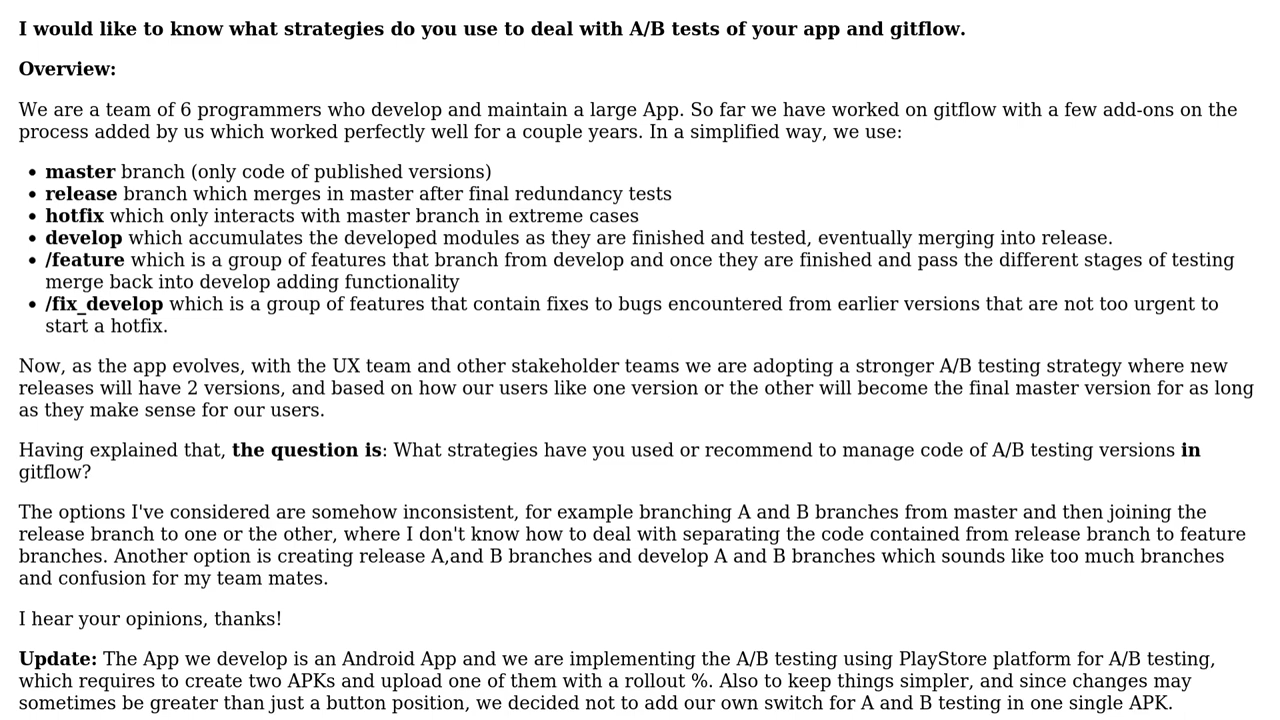 I would like to know what strategies do you use to deal with A/B tests of your app and gitflow.
Overview:
We are a team of 6 programmers who develop and maintain a large App. So far we have worked on gitflow with a few add-ons on the
process added by us which worked perfectly well for a couple years. In a simplified way, we use:
• master branch (only code of published versions)
• release branch which merges in master after final redundancy tests
• hotfix which only interacts with master branch in extreme cases
• develop which accumulates the developed modules as they are finished and tested, eventually merging into release.
• /feature which is a group of features that branch from develop and once they are finished and pass the different stages of testing
merge back into develop adding functionality
• /fix_develop which is a group of features that contain fixes to bugs encountered from earlier versions that are not too urgent to
start a hotfix.
Now, as the app evolves, with the UX team and other stakeholder teams we are adopting a stronger A/B testing strategy where new
releases will have 2 versions, and based on how our users like one version or the other will become the final master version for as long
as they make sense for our users.
Having explained that, the question is: What strategies have you used or recommend to manage code of A/B testing versions in
gitflow?
The options I've considered are somehow inconsistent, for example branching A and B branches from master and then joining the
release branch to one or the other, where I don't know how to deal with separating the code contained from release branch to feature
branches. Another option is creating release A,and B branches and develop A and B branches which sounds like too much branches
and confusion for my team mates.
I hear your opinions, thanks!
Update: The App we develop is an Android App and we are implementing the A/B testing using PlayStore platform for A/B testing,
which requires to create two APKs and upload one of them with a rollout %. Also to keep things simpler, and since changes may
sometimes be greater than just a button position, we decided not to add our own switch for A and B testing in one single APK.